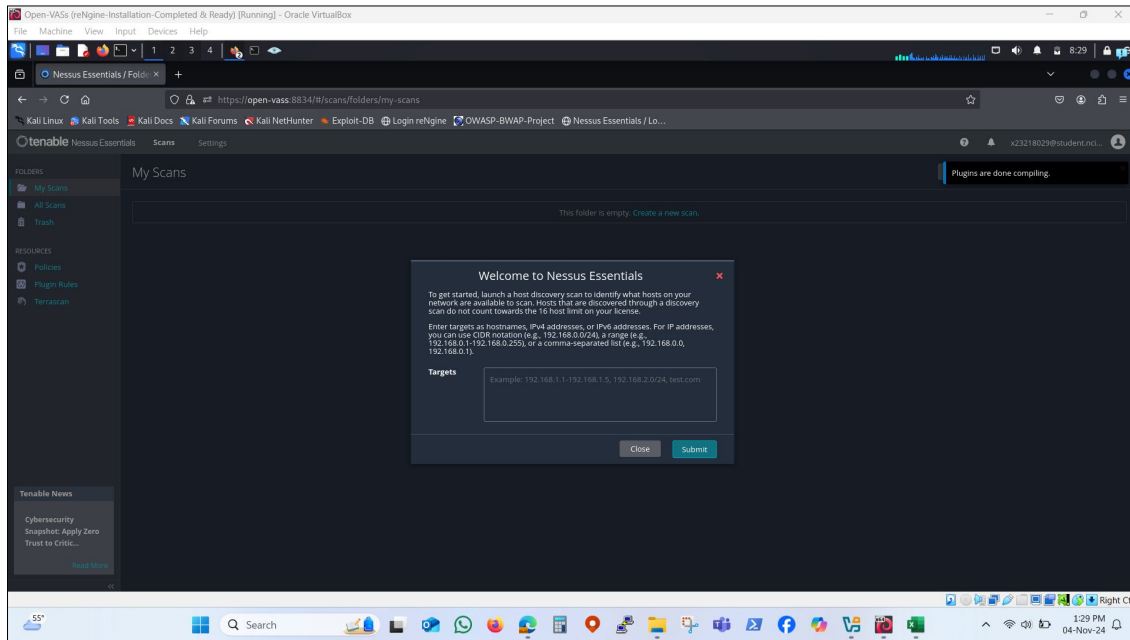 Open-VASs (reNgine-Installation-Completed & Ready) [Running] - Oracle VirtualBox
File Machine View Input Devices Help
1 2 3 4
8:29
Nessus Essentials / Folde
https://open-vass:8834/#/scans/folders/my-scans
Kali Linux Kali Tools Kali Docs Kali Forums Kali NetHunter Exploit-DB Login reNgine OWASP-BWAP-Project Nessus Essentials / Lo...
tenable Nessus Essentials Scans Settings
x23218029@student.nci...
FOLDERS
My Scans
All Scans
Trash
RESOURCES
Policies
Plugin Rules
Terrascan
My Scans
Plugins are done compiling.
This folder is empty. Create a new scan.
Welcome to Nessus Essentials
To get started, launch a host discovery scan to identify what hosts on your
network are available to scan. Hosts that are discovered through a discovery
scan do not count towards the 16 host limit on your license.
Enter targets as hostnames, IPv4 addresses, or IPv6 addresses. For IP addresses,
you can use CIDR notation (e.g., 192.168.0.0/24), a range (e.g.,
192.168.0.1-192.168.0.255), or a comma-separated list (e.g., 192.168.0.0,
192.168.0.1).
Targets
Example: 192.168.1.1-192.168.1.5, 192.168.2.0/24, test.com
Close Submit
Tenable News
Cybersecurity
Snapshot: Apply Zero
Trust to Critic...
Read More
Right Ct
55°
Search
1:29 PM
04-Nov-24